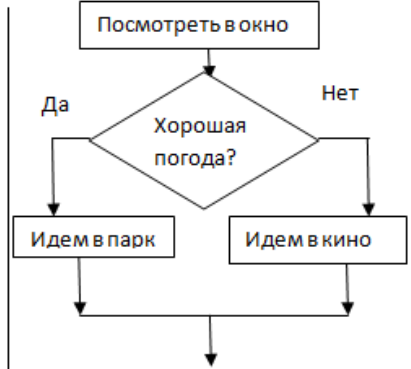 Посмотреть в окно
Да
Нет
Хорошая
погода?
Идем в парк
Идем в кино